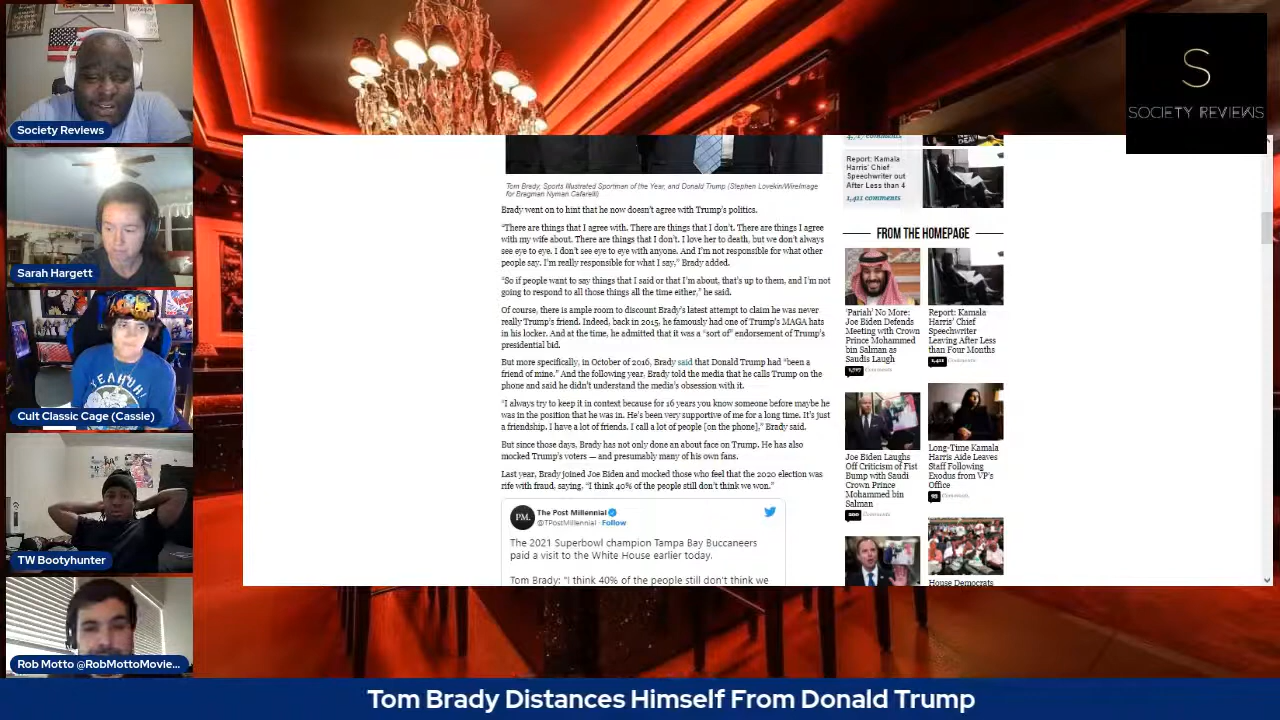 Society Reviews
Sarah Hargett
YEAHUH!
Cult Classic Cage (Cassie)
TW Bootyhunter
Rob Motto @RobMottoMovie...
S
SOCIETY REVIEWS
Tom Brady, Sports Illustrated Sportman of the Year, and Donald Trump (Stephen Lovekin/WireImage
for Bragman Nyman Cafarelli)
Brady went on to hint that he now doesn't agree with Trump's politics.
“There are things that I agree with. There are things that I don't. There are things I agree
with my wife about. There are things that I don't. I love her to death, but we don't always
see eye to eye. I don't see eye to eye with anyone. And I'm not responsible for what other
people say. I'm really responsible for what I say,” Brady added.
“So if people want to say things that I said or that I'm about, that's up to them, and I'm not
going to respond to all those things all the time either,” he said.
Of course, there is ample room to discount Brady's latest attempt to claim he was never
really Trump's friend. Indeed, back in 2015, he famously had one of Trump's MAGA hats
in his locker. And at the time, he admitted that it was a “sort of” endorsement of Trump's
presidential bid.
But more specifically, in October of 2016, Brady said that Donald Trump had “been a
friend of mine.” And the following year, Brady told the media that he calls Trump on the
phone and said he didn't understand the media's obsession with it.
“I always try to keep it in context because for 16 years you know someone before maybe he
was in the position that he was in. He's been very supportive of me for a long time. It's just
a friendship. I have a lot of friends. I call a lot of people [on the phone],” Brady said.
But since those days, Brady has not only done an about face on Trump. He has also
mocked Trump's voters — and presumably many of his own fans.
Last year, Brady joined Joe Biden and mocked those who feel that the 2020 election was
rife with fraud, saying, “I think 40% of the people still don't think we won.”
PM.
The Post Millennial
@TPostMillennial · Follow
The 2021 Superbowl champion Tampa Bay Buccaneers
paid a visit to the White House earlier today.
Tom Brady: "I think 40% of the people still don't think we
comments
Report: Kamala
Harris' Chief
Speechwriter out
After Less than 4
1,411 comments
FROM THE HOMEPAGE
'Pariah' No More:
Joe Biden Defends
Meeting with Crown
Prince Mohammed
bin Salman as
Saudis Laugh
Comments
Report: Kamala
Harris' Chief
Speechwriter
Leaving After Less
than Four Months
1,411 Comments
Joe Biden Laughs
Off Criticism of Fist
Bump with Saudi
Crown Prince
Mohammed bin
Salman
Comments
Long-Time Kamala
Harris Aide Leaves
Staff Following
Exodus from VP's
Office
Comments
House Democrats
Tom Brady Distances Himself From Donald Trump